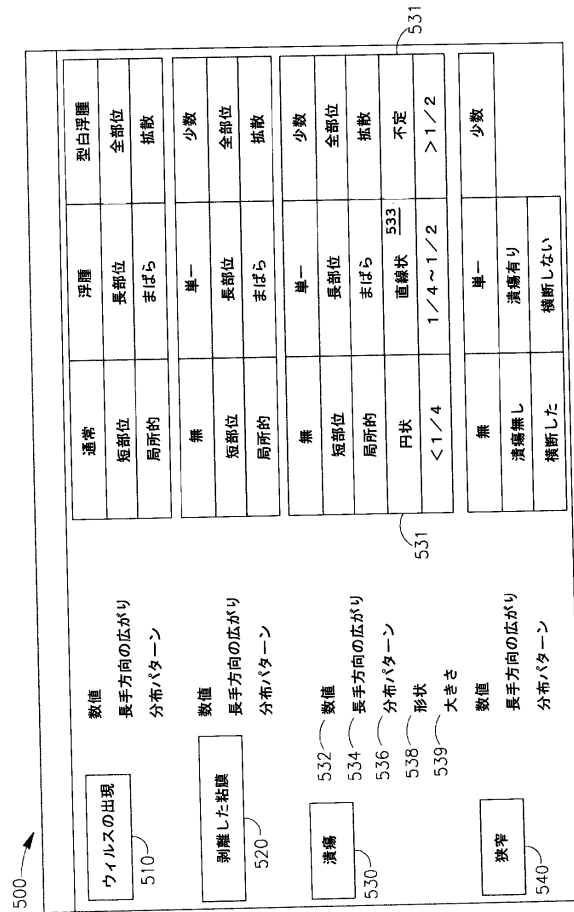 500
ウィルスの出現
510
数値
長手方向の広がり
分布パターン
通常 浮腫 型白浮腫
短部位 長部位 全部位
局所的 まばら 拡散
剥離した粘膜
520
数値
長手方向の広がり
分布パターン
無 単一 少数
短部位 長部位 全部位
局所的 まばら 拡散
潰瘍
530
532 数値
534 長手方向の広がり
536 分布パターン
538 形状
539 大きさ
531
無 単一 少数
短部位 長部位 全部位
局所的 まばら 拡散
円状 直線状 533 不定
<1/4 1/4~1/2 >1/2
531
狭窄
540
数値
長手方向の広がり
分布パターン
無 単一 少数
潰瘍無し 潰瘍有り
横断した 横断しない